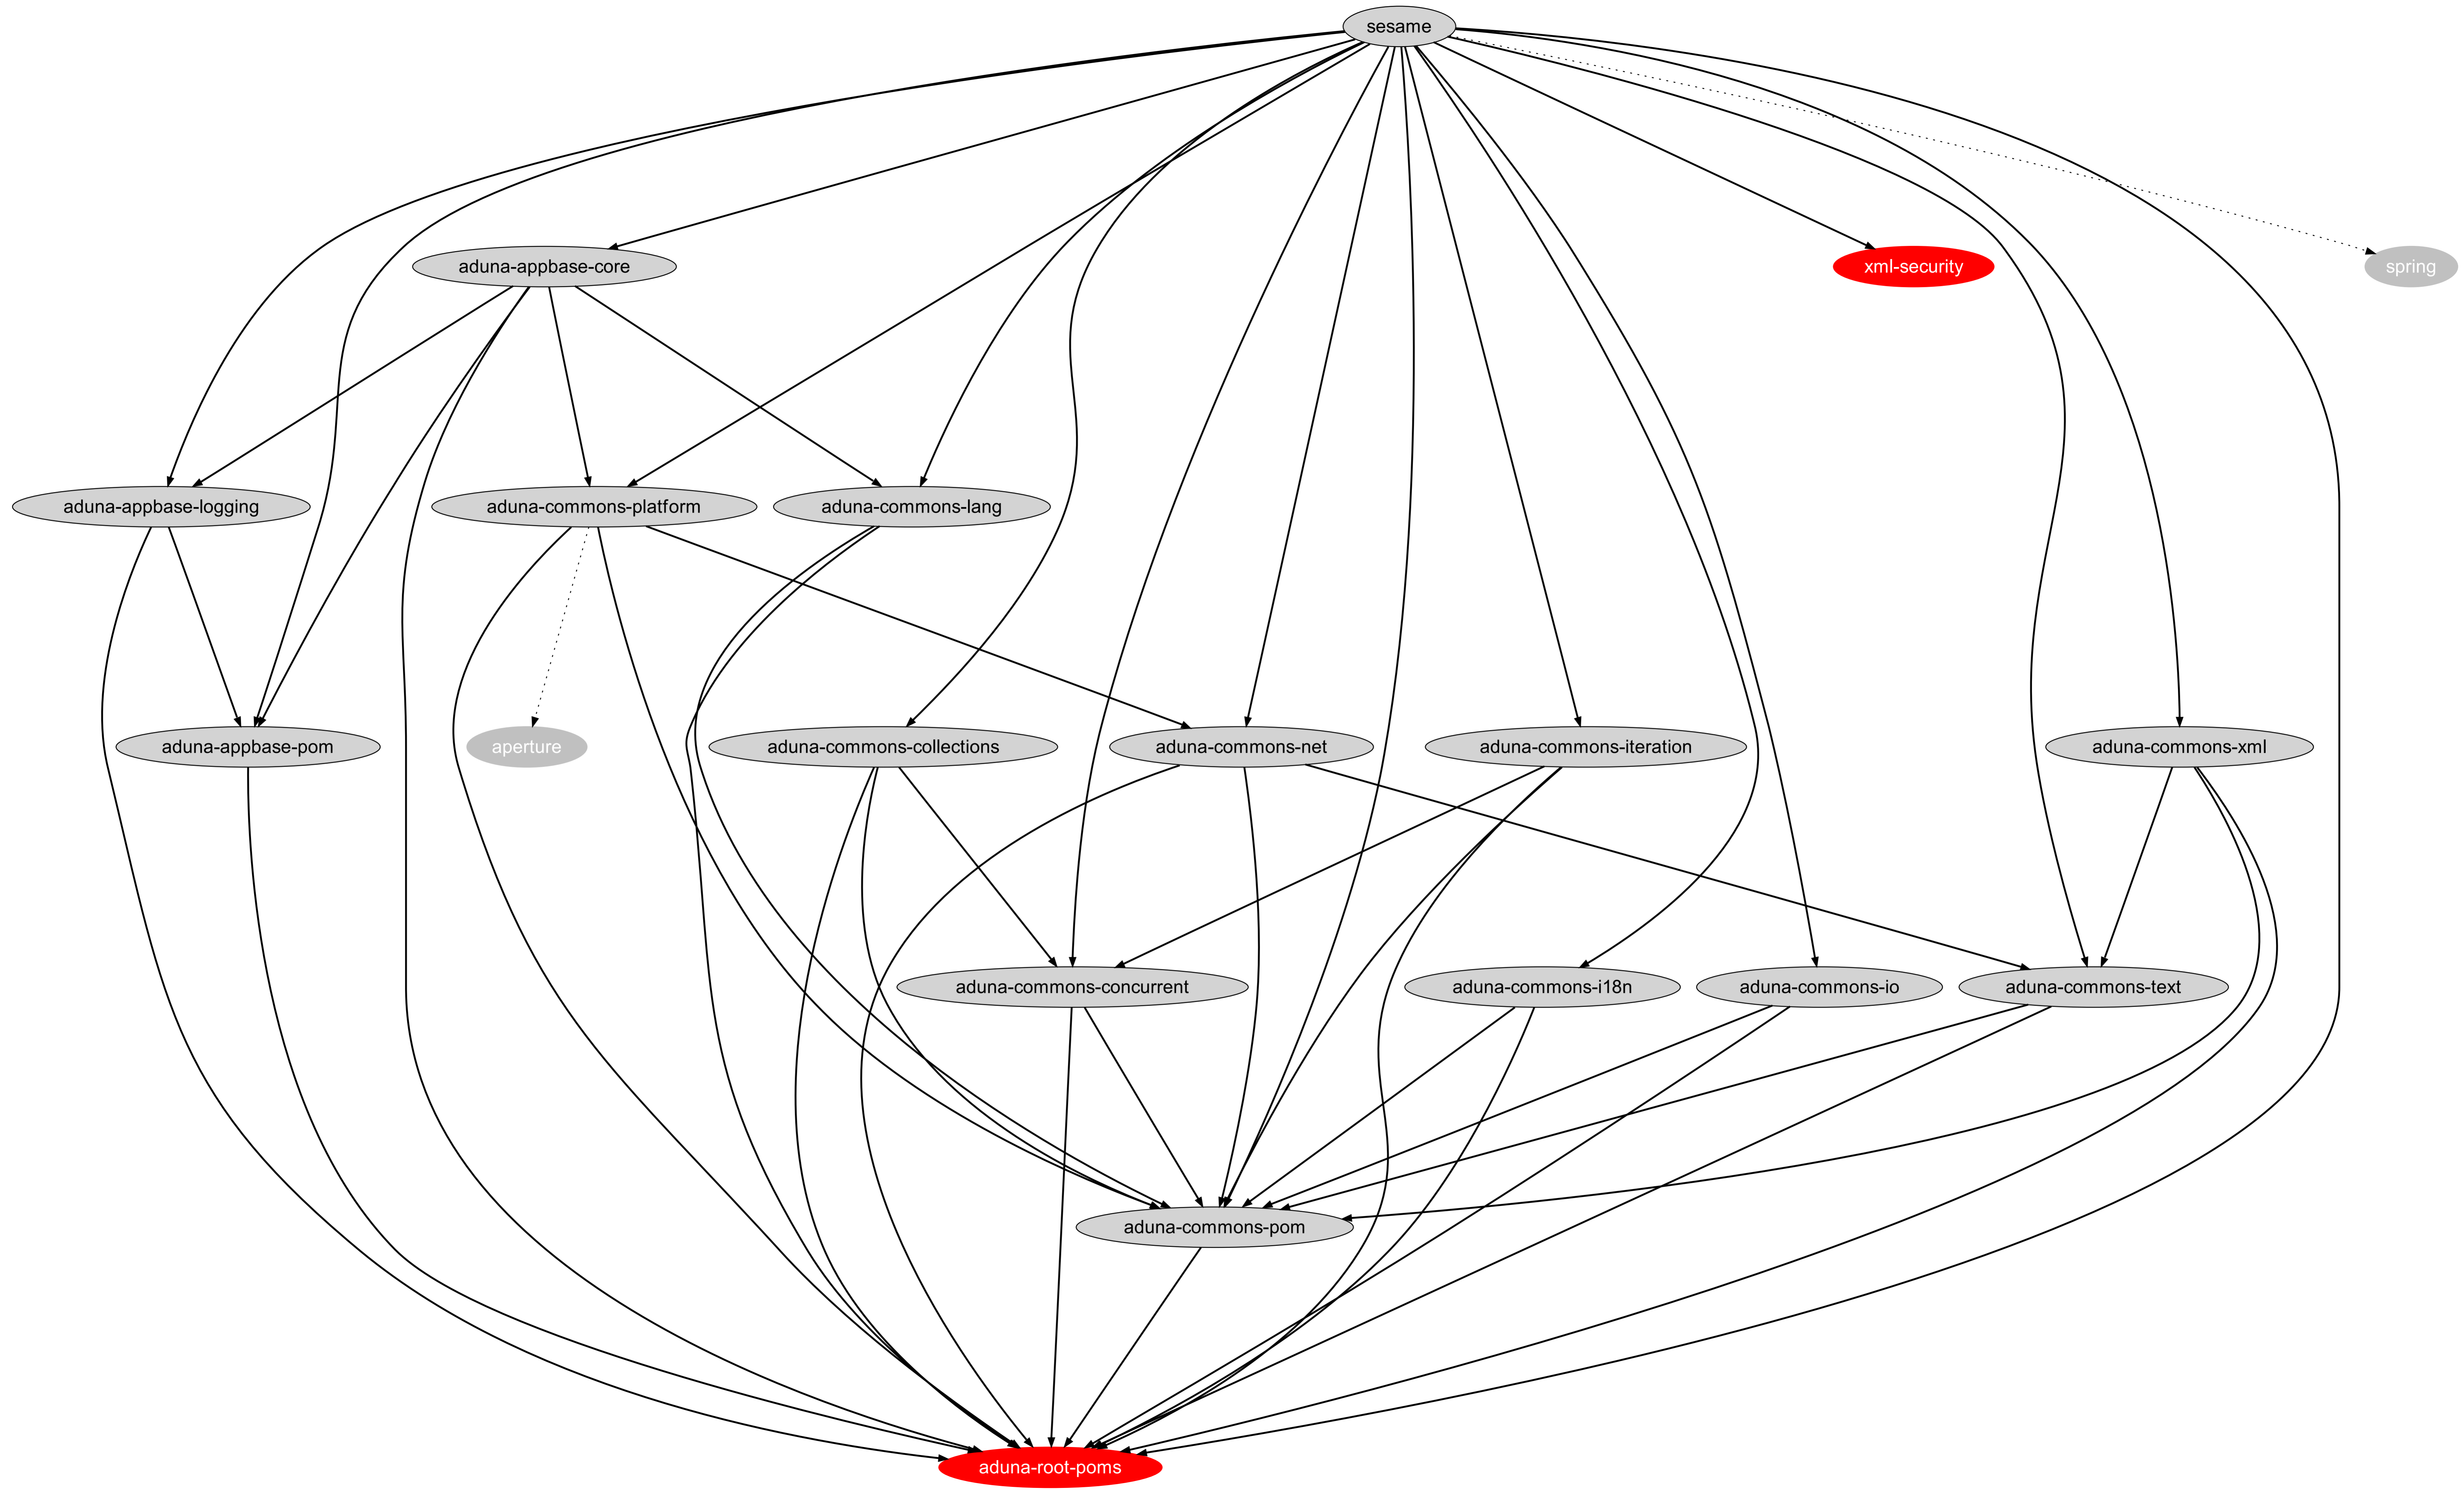 sesame
aduna-appbase-core
xml-security
spring
aduna-appbase-logging
aduna-commons-platform
aduna-commons-lang
aduna-appbase-pom
aperture
aduna-commons-collections
aduna-commons-net
aduna-commons-iteration
aduna-commons-xml
aduna-commons-concurrent
aduna-commons-i18n
aduna-commons-io
aduna-commons-text
aduna-commons-pom
aduna-root-poms